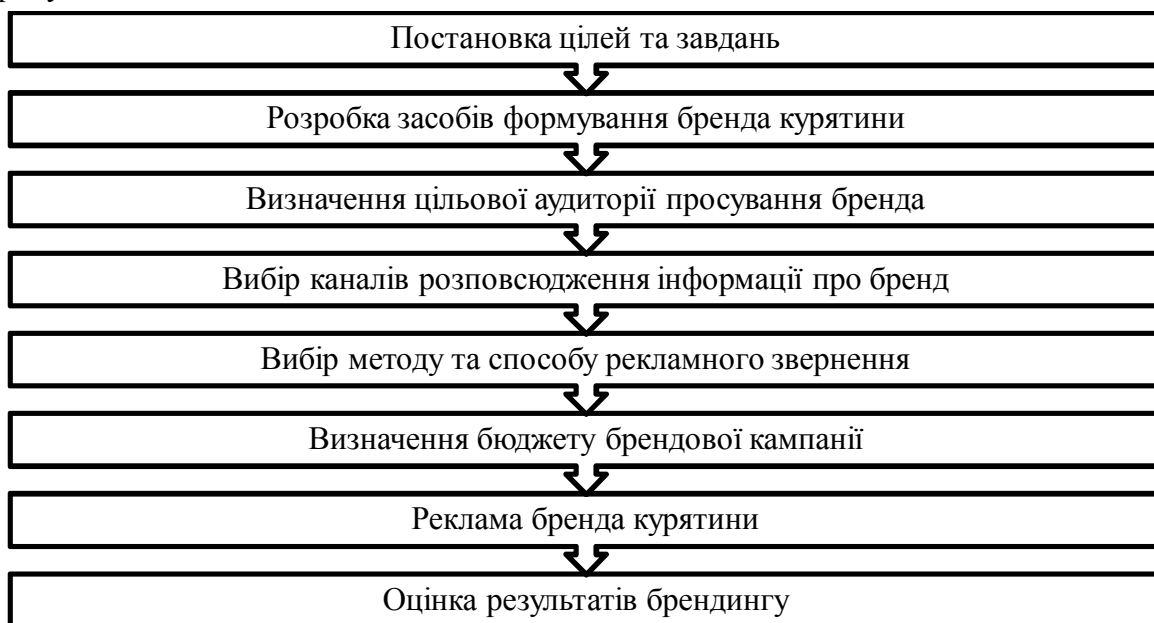 Постановка цілей та завдань
Розробка засобів формування бренда курятини
Визначення цільової аудиторії просування бренда
Вибір каналів розповсюдження інформації про бренд
Вибір методу та способу рекламного звернення
Визначення бюджету брендової кампанії
Реклама бренда курятини
Оцінка результатів брендингу